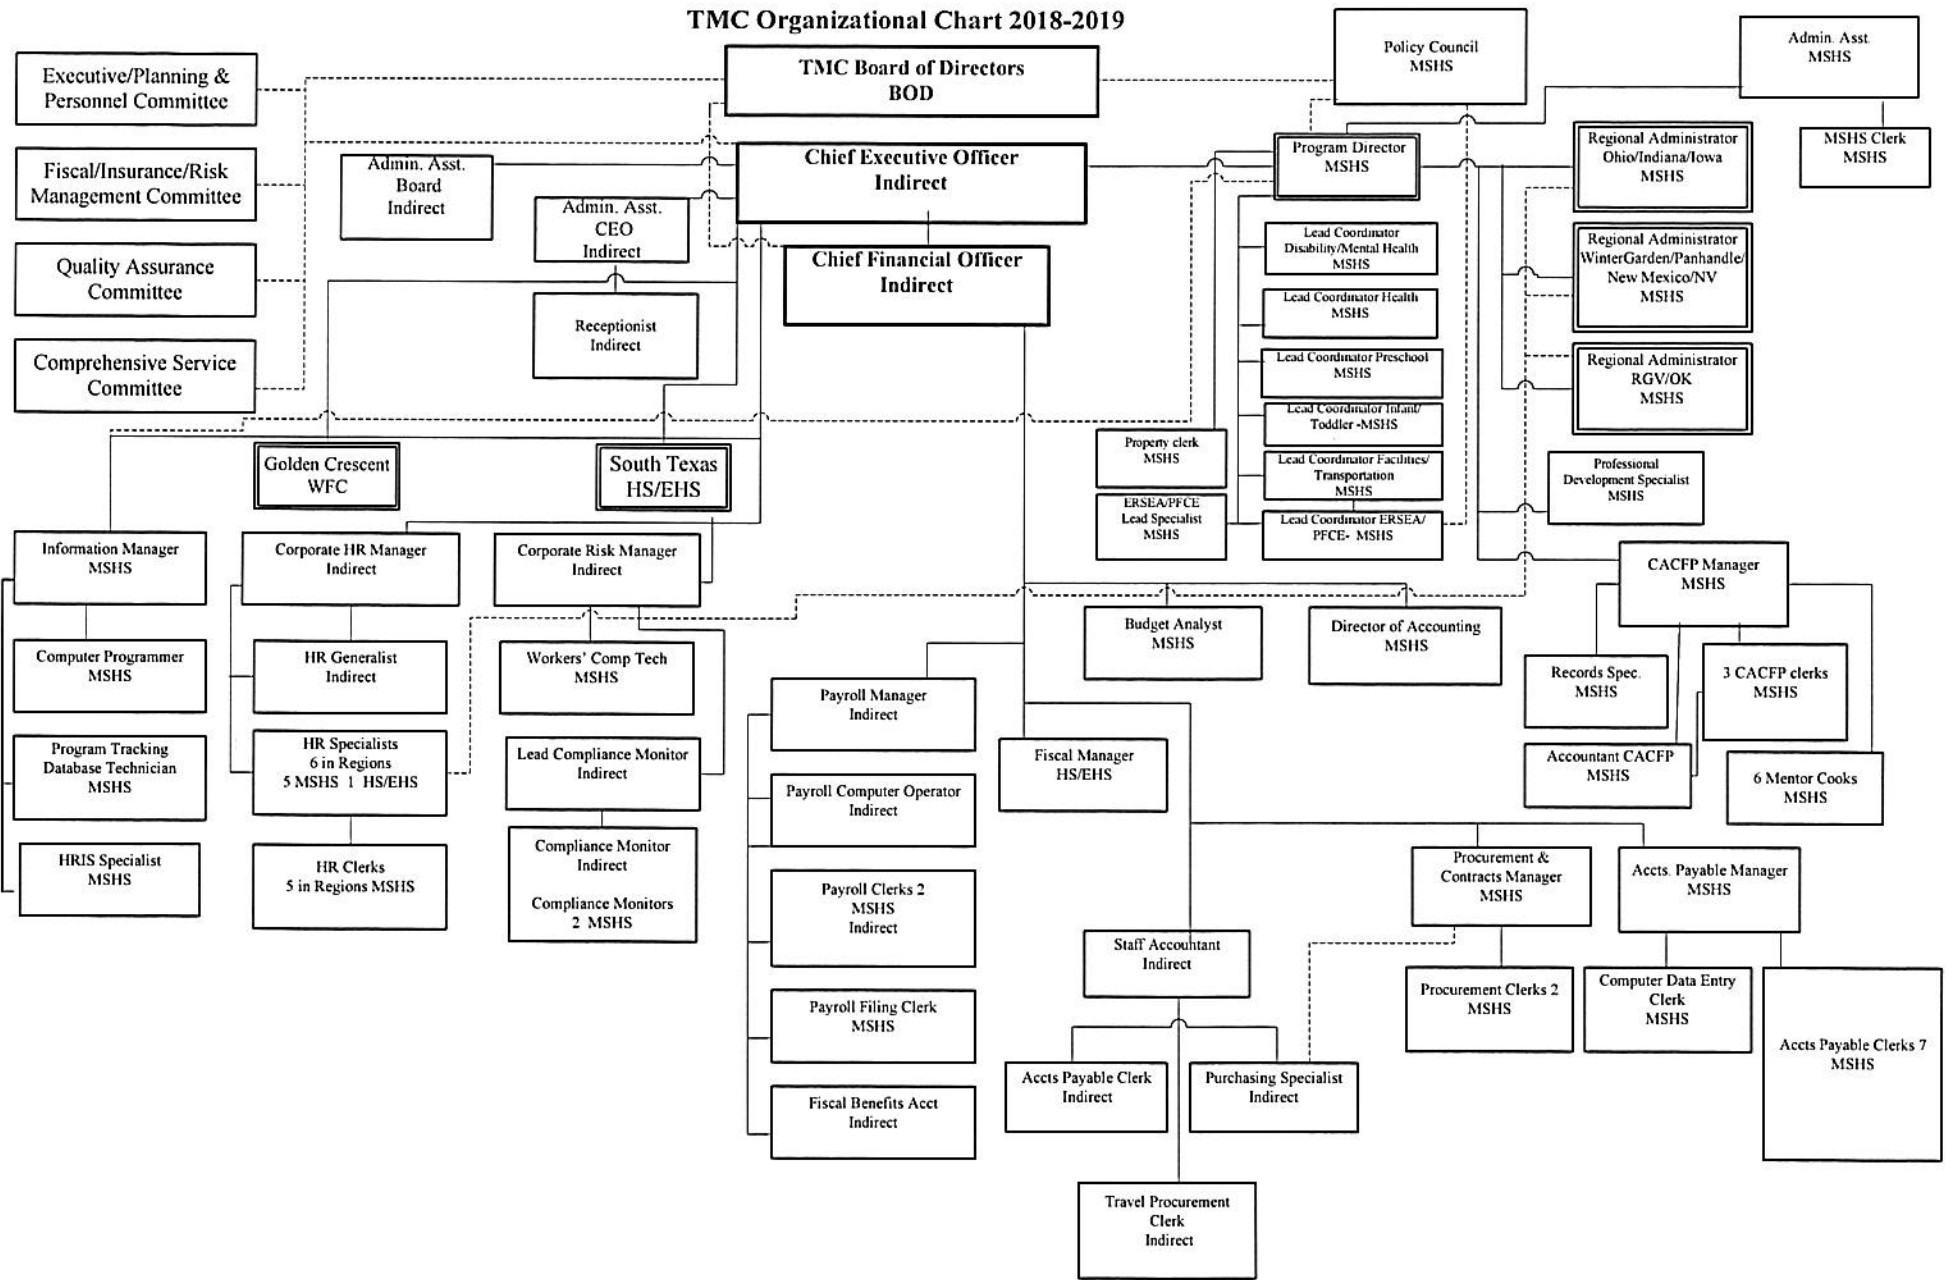 TMC Organizational Chart 2018-2019
TMC Board of Directors
BOD
Policy Council
MSHS
Admin. Asst.
MSHS
MSHS Clerk
MSHS
Executive/Planning &
Personnel Committee
Fiscal/Insurance/Risk
Management Committee
Quality Assurance
Committee
Comprehensive Service
Committee
Admin. Asst.
Board
Indirect
Admin. Asst.
CEO
Indirect
Receptionist
Indirect
Chief Executive Officer
Indirect
Chief Financial Officer
Indirect
Program Director
MSHS
Regional Administrator
Ohio/Indiana/Iowa
MSHS
Regional Administrator
WinterGarden/Panhandle/
New Mexico/NV
MSHS
Regional Administrator
RGV/OK
MSHS
Lead Coordinator
Disability/Mental Health
MSHS
Lead Coordinator Health
MSHS
Lead Coordinator Preschool
MSHS
Lead Coordinator Infant/
Toddler -MSHS
Lead Coordinator Facilities/
Transportation
MSHS
Lead Coordinator ERSEA/
PFCE- MSHS
Property clerk
MSHS
ERSEA/PFCE
Lead Specialist
MSHS
Professional
Development Specialist
MSHS
Golden Crescent
WFC
South Texas
HS/EHS
Information Manager
MSHS
Computer Programmer
MSHS
Program Tracking
Database Technician
MSHS
HRIS Specialist
MSHS
Corporate HR Manager
Indirect
HR Generalist
Indirect
HR Specialists
6 in Regions
5 MSHS 1 HS/EHS
HR Clerks
5 in Regions MSHS
Corporate Risk Manager
Indirect
Workers' Comp Tech
MSHS
Lead Compliance Monitor
Indirect
Compliance Monitor
Indirect
Compliance Monitors
2 MSHS
Payroll Manager
Indirect
Payroll Computer Operator
Indirect
Payroll Clerks 2
MSHS
Indirect
Payroll Filing Clerk
MSHS
Fiscal Benefits Acct
Indirect
Budget Analyst
MSHS
Director of Accounting
MSHS
Fiscal Manager
HS/EHS
CACFP Manager
MSHS
Records Spec.
MSHS
3 CACFP clerks
MSHS
Accountant CACFP
MSHS
6 Mentor Cooks
MSHS
Procurement &
Contracts Manager
MSHS
Accts. Payable Manager
MSHS
Staff Accountant
Indirect
Procurement Clerks 2
MSHS
Computer Data Entry
Clerk
MSHS
Accts Payable Clerks 7
MSHS
Accts Payable Clerk
Indirect
Purchasing Specialist
Indirect
Travel Procurement
Clerk
Indirect